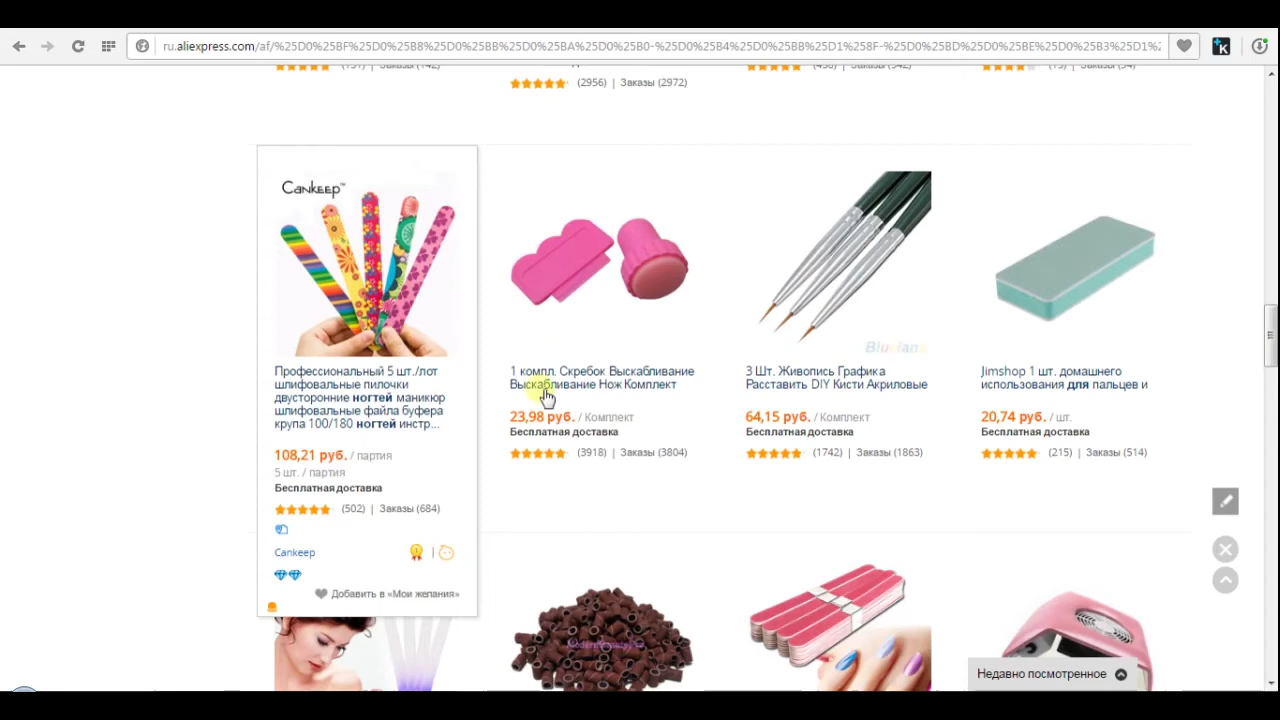 ru.aliexpress.com/af/%25D0%25BF%25D0%25B8%25D0%25BB%25D0%25BA%25D0%25B0-%25D0%25B4%25D0%25BB%25D1%258F-%25D0%25BD%25D0%25BE%25D0%25B3%25D1%2
Заказы
(2956) | Заказы (2972)
Заказы
Заказы
Cankeep™
Blueians
Профессиональный 5 шт./лот
шлифовальные пилочки
двусторонние ногтей маникюр
шлифовальные файла буфера
крупа 100/180 ногтей инстр...
108,21 руб. / партия
5 шт. / партия
Бесплатная доставка
(502) | Заказы (684)
Cankeep
Добавить в «Мои желания»
1 компл. Скребок Выскабливание
Выскабливание Нож Комплект
23,98 руб. / Комплект
Бесплатная доставка
(3918) | Заказы (3804)
3 Шт. Живопись Графика
Расставить DIY Кисти Акриловые
64,15 руб. / Комплект
Бесплатная доставка
(1742) | Заказы (1863)
Jimshop 1 шт. домашнего
использования для пальцев и
20,74 руб. / шт.
Бесплатная доставка
(215) | Заказы (514)
Недавно посмотренное